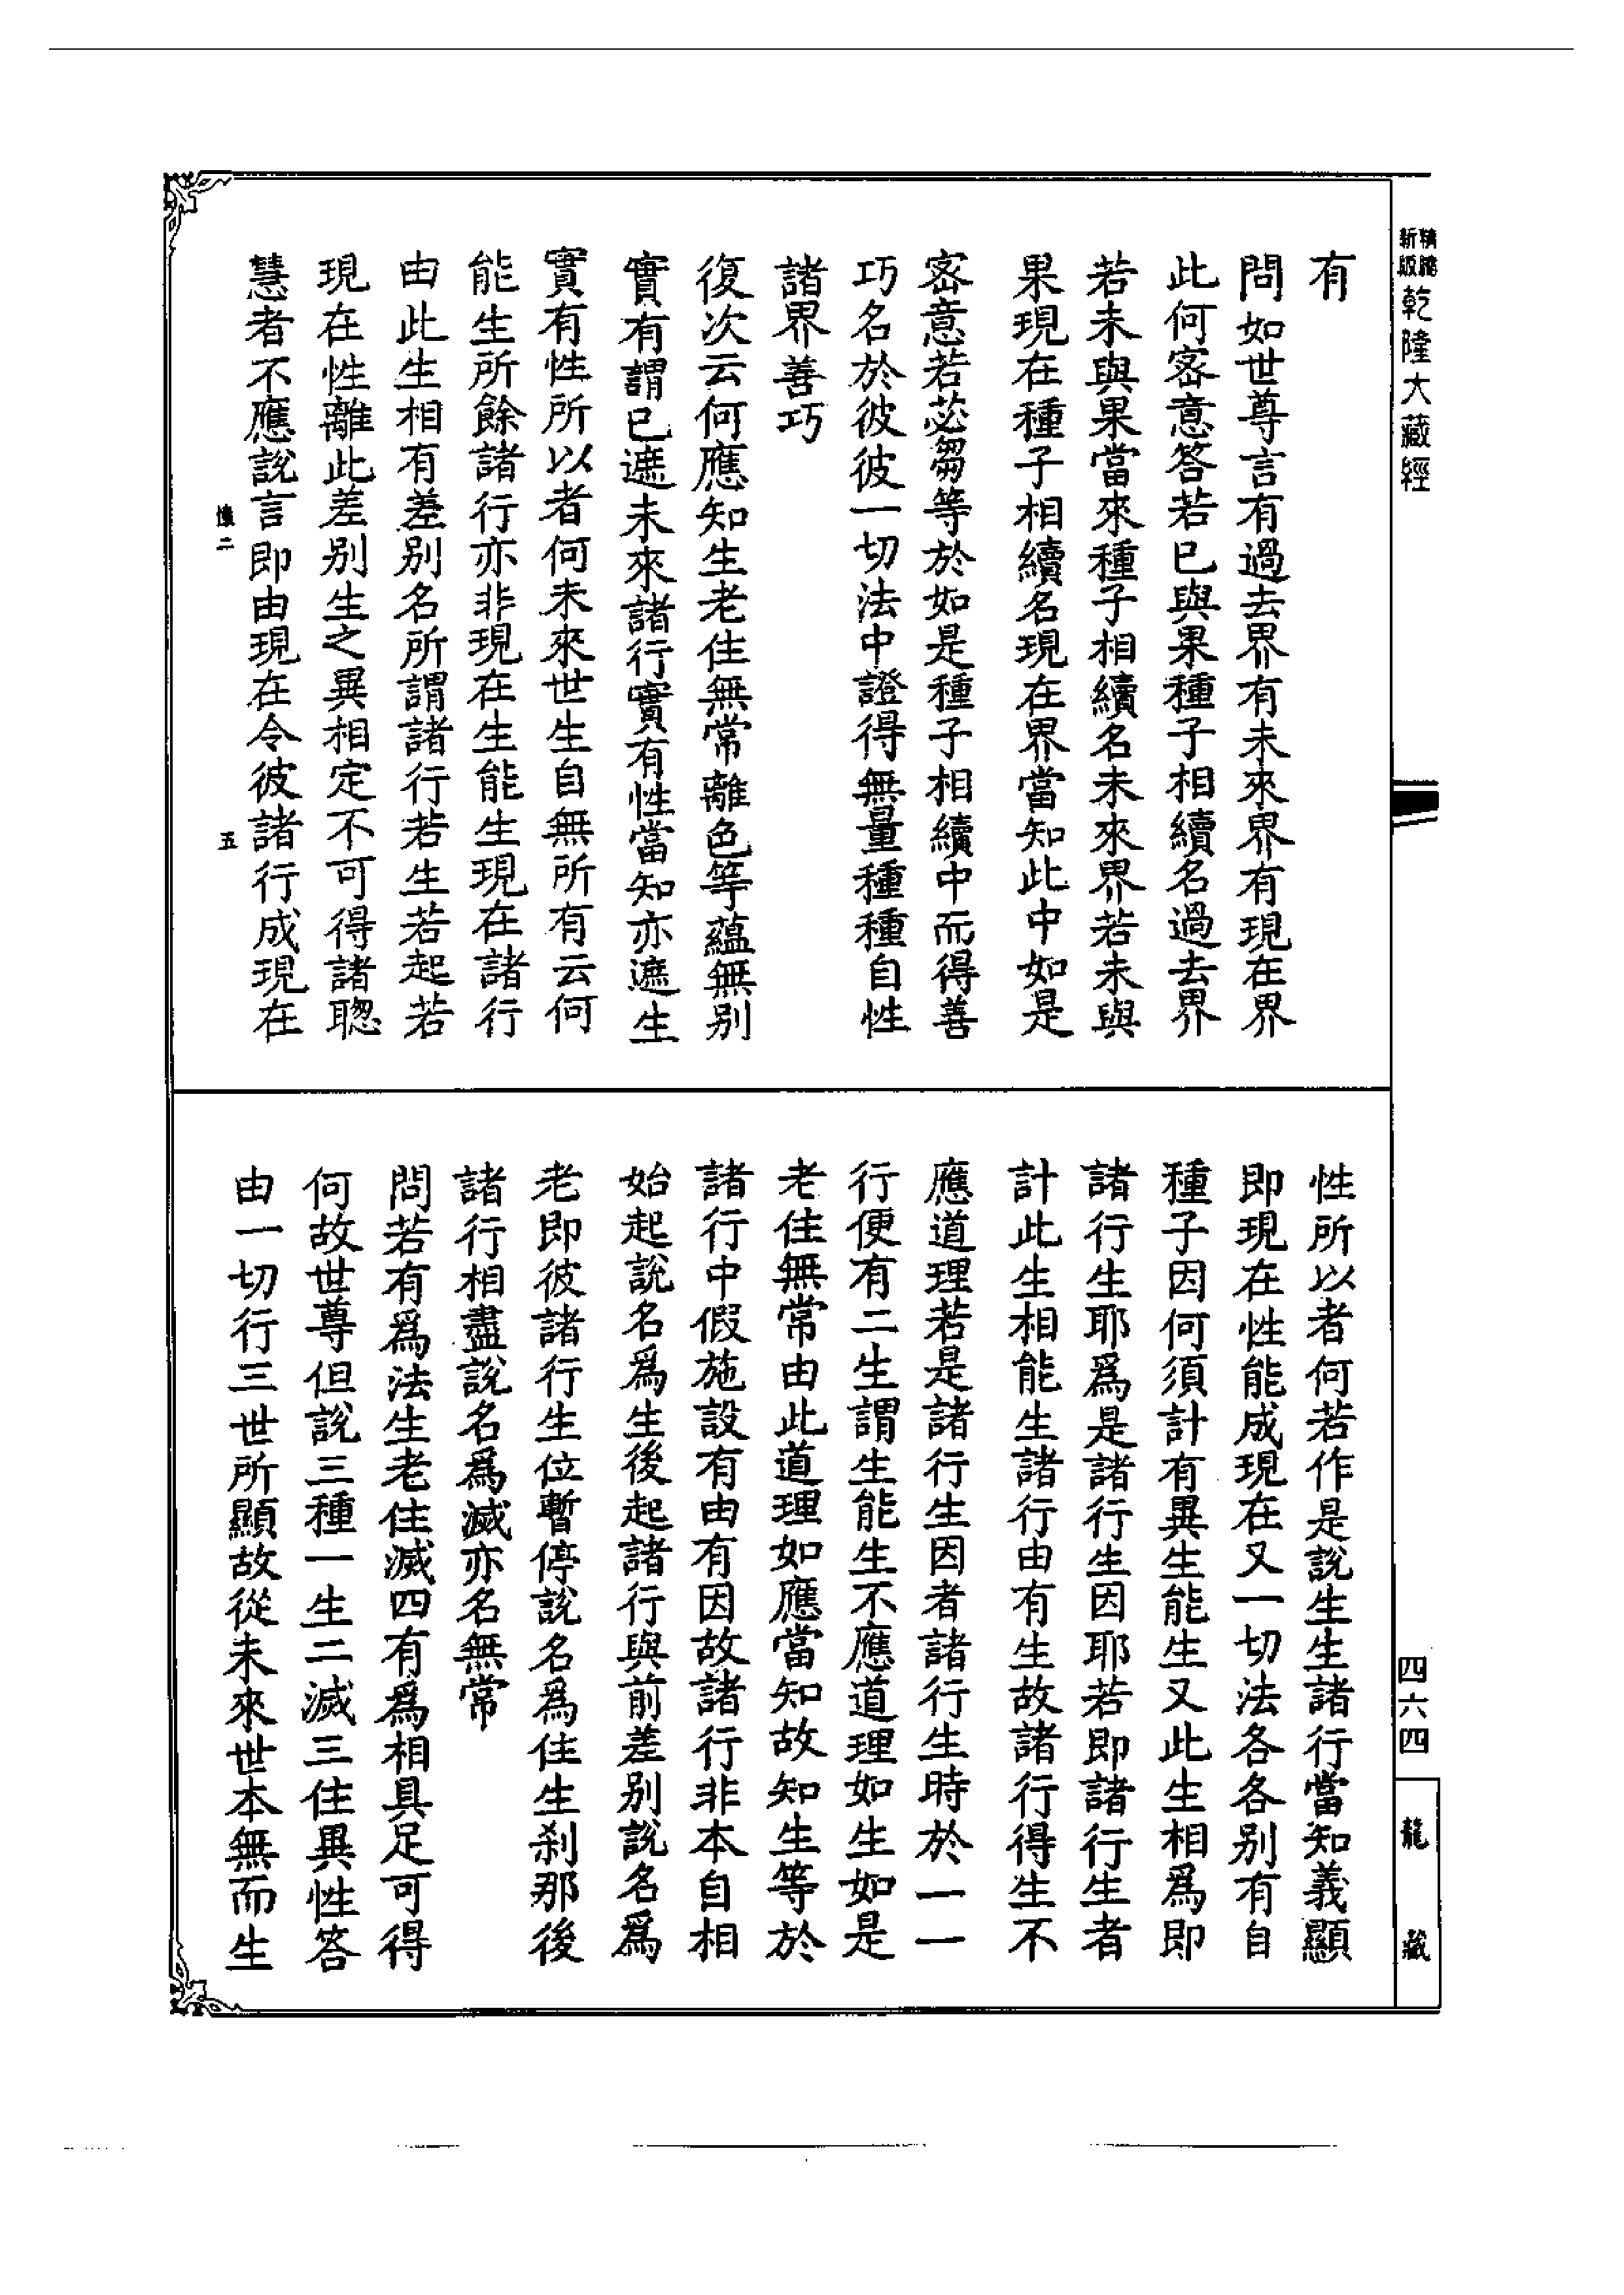 精縮新版乾隆大藏經
有
問如世尊言有過去界有未來界有現在界
此何密意答若已與果種子相續名過去界
若未與果當來種子相續名未來界若未與
果現在種子相續名現在界當知此中如是
密意若苾芻等於如是種子相續中而得善
巧名於彼彼一切法中證得無量種種自性
諸界善巧
復次云何應知生老住無常離色等蘊無別
實有謂已遮未來諸行實有性當知亦遮生
實有性所以者何未來世生自無所有云何
能生所餘諸行亦非現在生能生現在諸行
由此生相有差別名所謂諸行若生若起若
現在性離此差別生之異相定不可得諸聰
慧者不應說言即由現在令彼諸行成現在
五
性所以者何若作是說生生諸行當知義顯
即現在性能成現在又一切法各各別有自
種子因何須計有異生能生又此生相為即
諸行生耶爲是諸行生因耶若即諸行生者
計此生相能生諸行由有生故諸行得生不
應道理若是諸行生因者諸行生時於一一
行便有二生謂生能生不應道理如生如是
老住無常由此道理如應當知故知生等於
諸行中假施設有由有因故諸行非本自相
始起說名爲生後起諸行與前差別說名爲
老即彼諸行生位暫停說名爲住生剎那後
諸行相盡說名爲滅亦名無常
問若有爲法生老住滅四有爲相具足可得
何故世尊但說三種一生二滅三住異性答
由一切行三世所顯故從未來世本無而生
四六四
龍藏